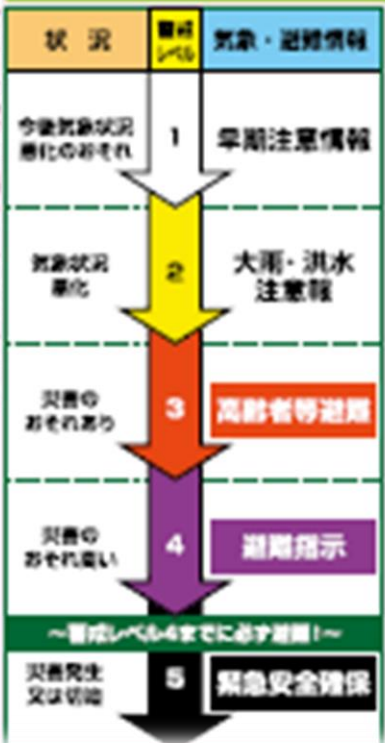 状況
警戒
レベル
気象・避難情報
今後気象状況
悪化のおそれ
1
早期注意情報
気象状況
悪化
2
大雨・洪水
注意報
災害の
おそれあり
3
高齢者等避難
災害の
おそれ高い
4
避難指示
〜警戒レベル4までに必ず避難!〜
災害発生
又は切迫
5
緊急安全確保